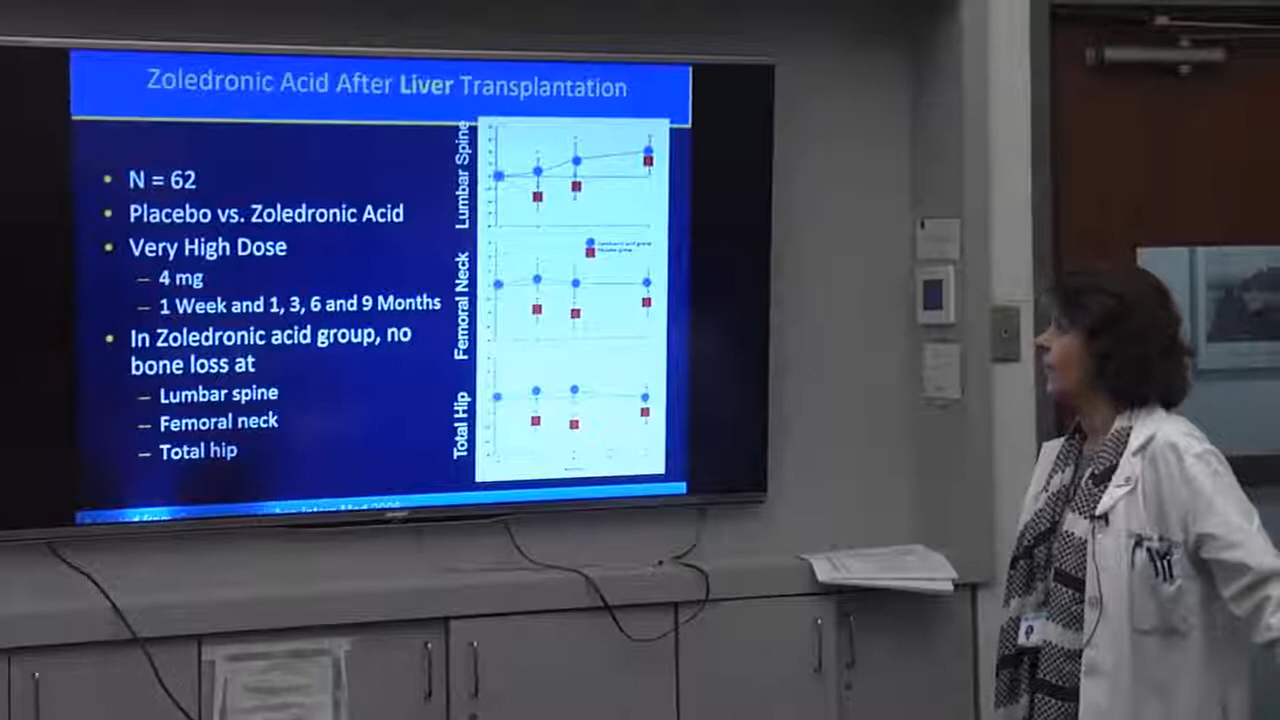 Zoledronic Acid After Liver Transplantation
• N = 62
• Placebo vs. Zoledronic Acid
• Very High Dose
– 4 mg
– 1 Week and 1, 3, 6 and 9 Months
• In Zoledronic acid group, no
bone loss at
– Lumbar spine
– Femoral neck
– Total hip
Lumbar Spine
Femoral Neck
Total Hip